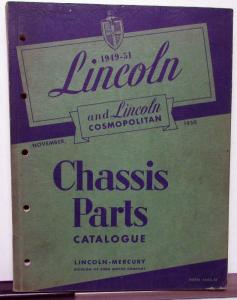 1949-51
Lincoln
and Lincoln
COSMOPOLITAN
NOVEMBER, 1950
Chassis
Parts
CATALOGUE
LINCOLN-MERCURY
DIVISION OF FORD MOTOR COMPANY